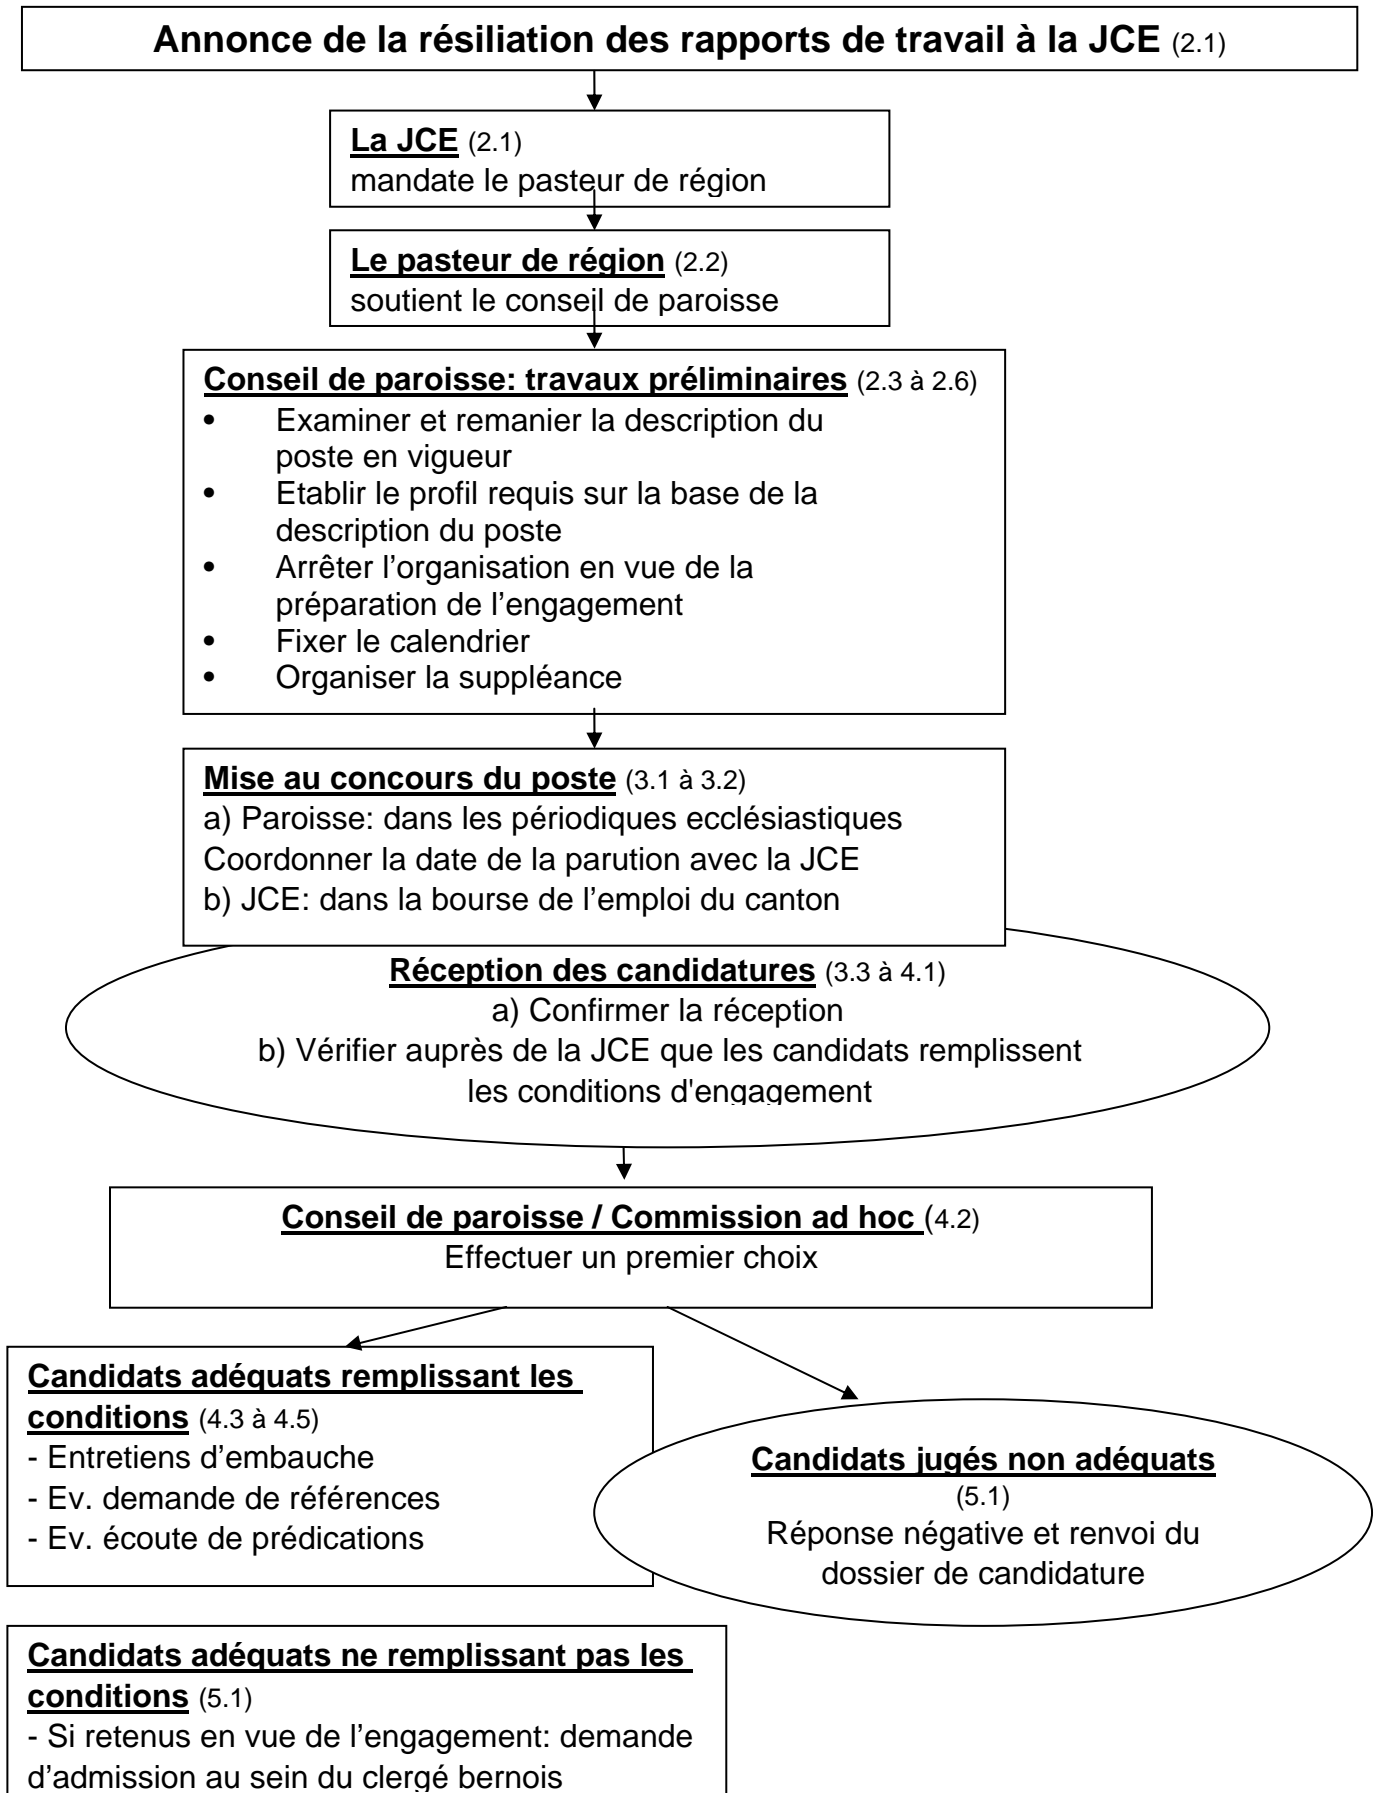 Annonce de la résiliation des rapports de travail à la JCE (2.1)
La JCE (2.1)
mandate le pasteur de région
Le pasteur de région (2.2)
soutient le conseil de paroisse
Conseil de paroisse: travaux préliminaires (2.3 à 2.6)
• Examiner et remanier la description du
poste en vigueur
• Etablir le profil requis sur la base de la
description du poste
• Arrêter l’organisation en vue de la
préparation de l’engagement
• Fixer le calendrier
• Organiser la suppléance
Mise au concours du poste (3.1 à 3.2)
a) Paroisse: dans les périodiques ecclésiastiques
Coordonner la date de la parution avec la JCE
b) JCE: dans la bourse de l’emploi du canton
Réception des candidatures (3.3 à 4.1)
a) Confirmer la réception
b) Vérifier auprès de la JCE que les candidats remplissent
les conditions d'engagement
Conseil de paroisse / Commission ad hoc (4.2)
Effectuer un premier choix
Candidats adéquats remplissant les
conditions (4.3 à 4.5)
- Entretiens d’embauche
- Ev. demande de références
- Ev. écoute de prédications
Candidats jugés non adéquats
(5.1)
Réponse négative et renvoi du
dossier de candidature
Candidats adéquats ne remplissant pas les
conditions (5.1)
- Si retenus en vue de l’engagement: demande
d’admission au sein du clergé bernois